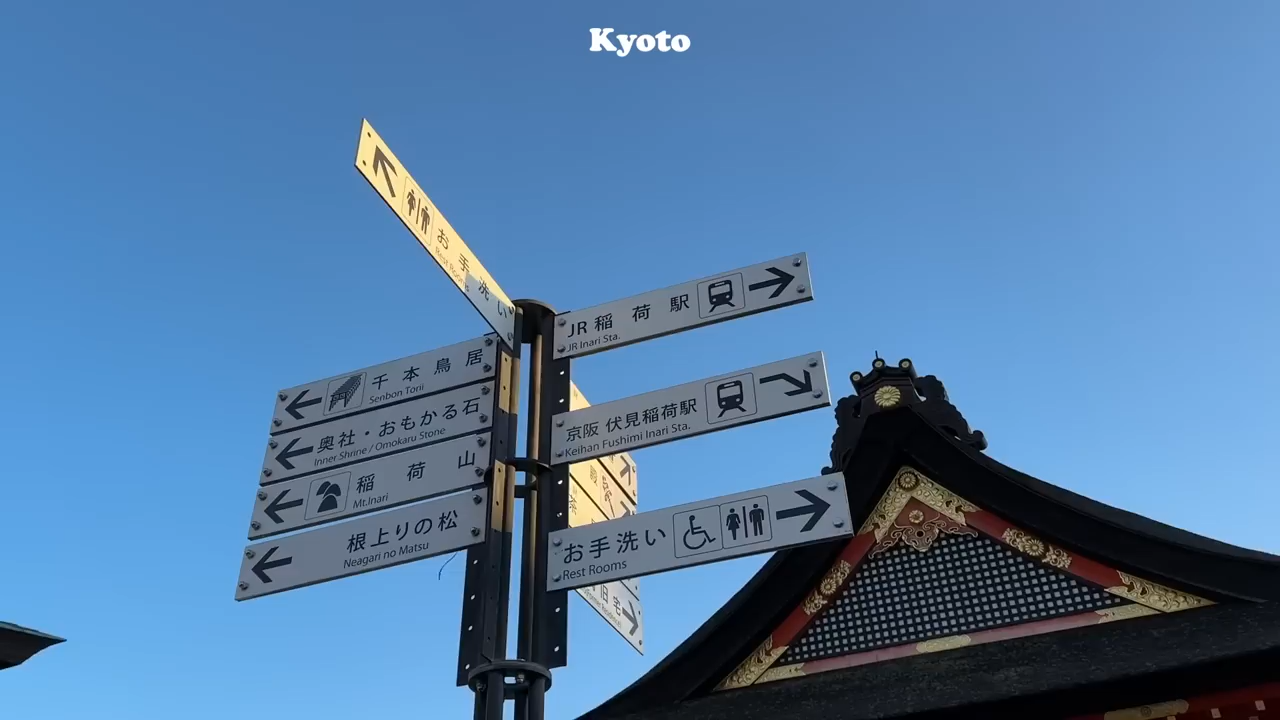 Kyoto
お手洗い
Rest Rooms
JR 稲荷駅
JR Inari Sta.
千本鳥居
Senbon Torii
京阪 伏見稲荷駅
Keihan Fushimi Inari Sta.
奥社・おもかる石
Inner Shrine / Omokaru Stone
稲荷山
Mt.Inari
お手洗い
Rest Rooms
根上りの松
Neagari no Matsu
旧宅